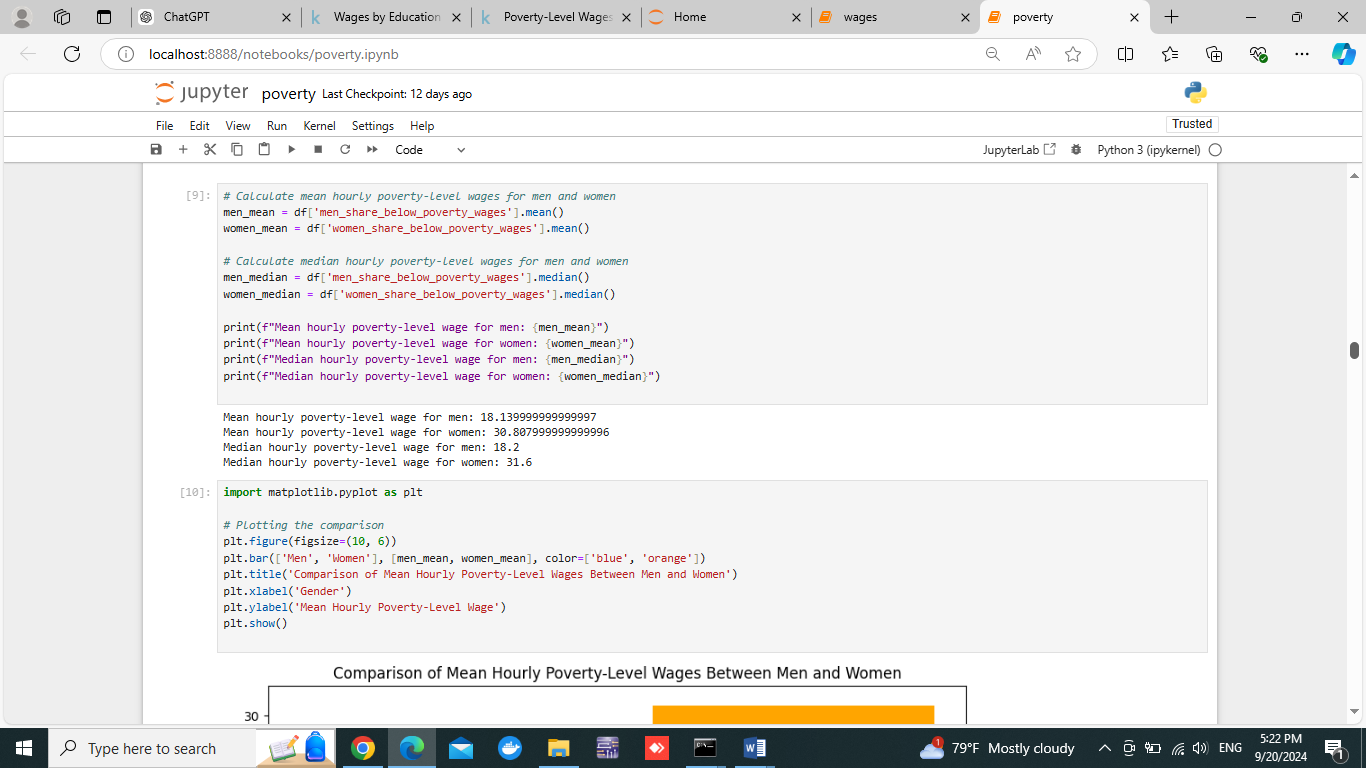 ChatGPT
Wages by Education
Poverty-Level Wages
Home
wages
poverty
localhost:8888/notebooks/poverty.ipynb
jupyter poverty Last Checkpoint: 12 days ago
File Edit View Run Kernel Settings Help
Trusted
Code
JupyterLab
Python 3 (ipykernel)
[9]:
# Calculate mean hourly poverty-level wages for men and women
men_mean = df['men_share_below_poverty_wages'].mean()
women_mean = df['women_share_below_poverty_wages'].mean()
# Calculate median hourly poverty-level wages for men and women
men_median = df['men_share_below_poverty_wages'].median()
women_median = df['women_share_below_poverty_wages'].median()
print(f"Mean hourly poverty-level wage for men: {men_mean}")
print(f"Mean hourly poverty-level wage for women: {women_mean}")
print(f"Median hourly poverty-level wage for men: {men_median}")
print(f"Median hourly poverty-level wage for women: {women_median}")
Mean hourly poverty-level wage for men: 18.139999999999997
Mean hourly poverty-level wage for women: 30.807999999999996
Median hourly poverty-level wage for men: 18.2
Median hourly poverty-level wage for women: 31.6
[10]:
import matplotlib.pyplot as plt
# Plotting the comparison
plt.figure(figsize=(10, 6))
plt.bar(['Men', 'Women'], [men_mean, women_mean], color=['blue', 'orange'])
plt.title('Comparison of Mean Hourly Poverty-Level Wages Between Men and Women')
plt.xlabel('Gender')
plt.ylabel('Mean Hourly Poverty-Level Wage')
plt.show()
Comparison of Mean Hourly Poverty-Level Wages Between Men and Women
30
Type here to search
1
79°F Mostly cloudy
ENG
5:22 PM
9/20/2024
1